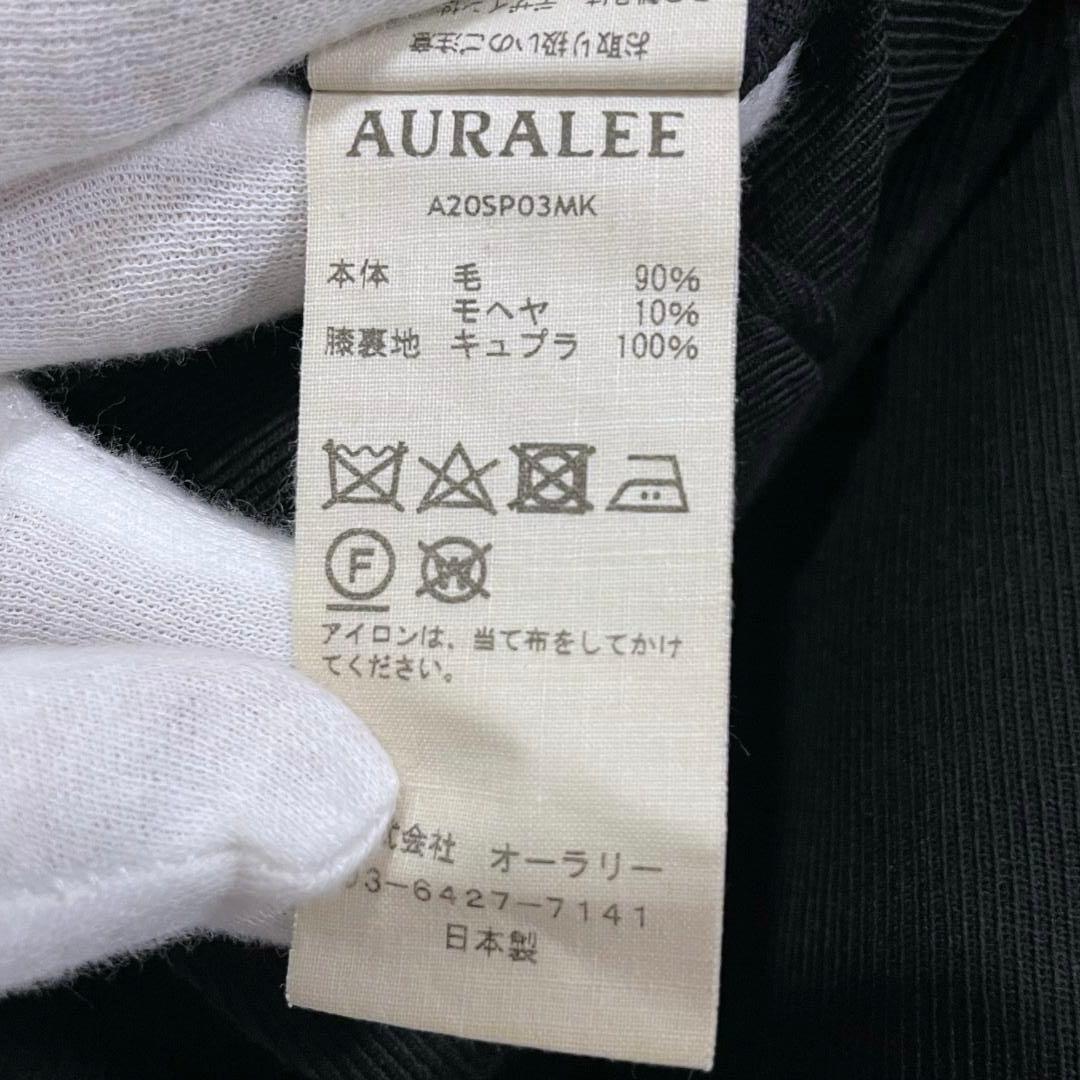 お取り扱いのご注意
AURALEE
A20SP03MK
本体 毛 90%
モヘヤ 10%
膝裏地 キュプラ 100%
F
W
アイロンは、当て布をしてかけ
てください。
式会社 オーラリー
03-6427-7141
日本製